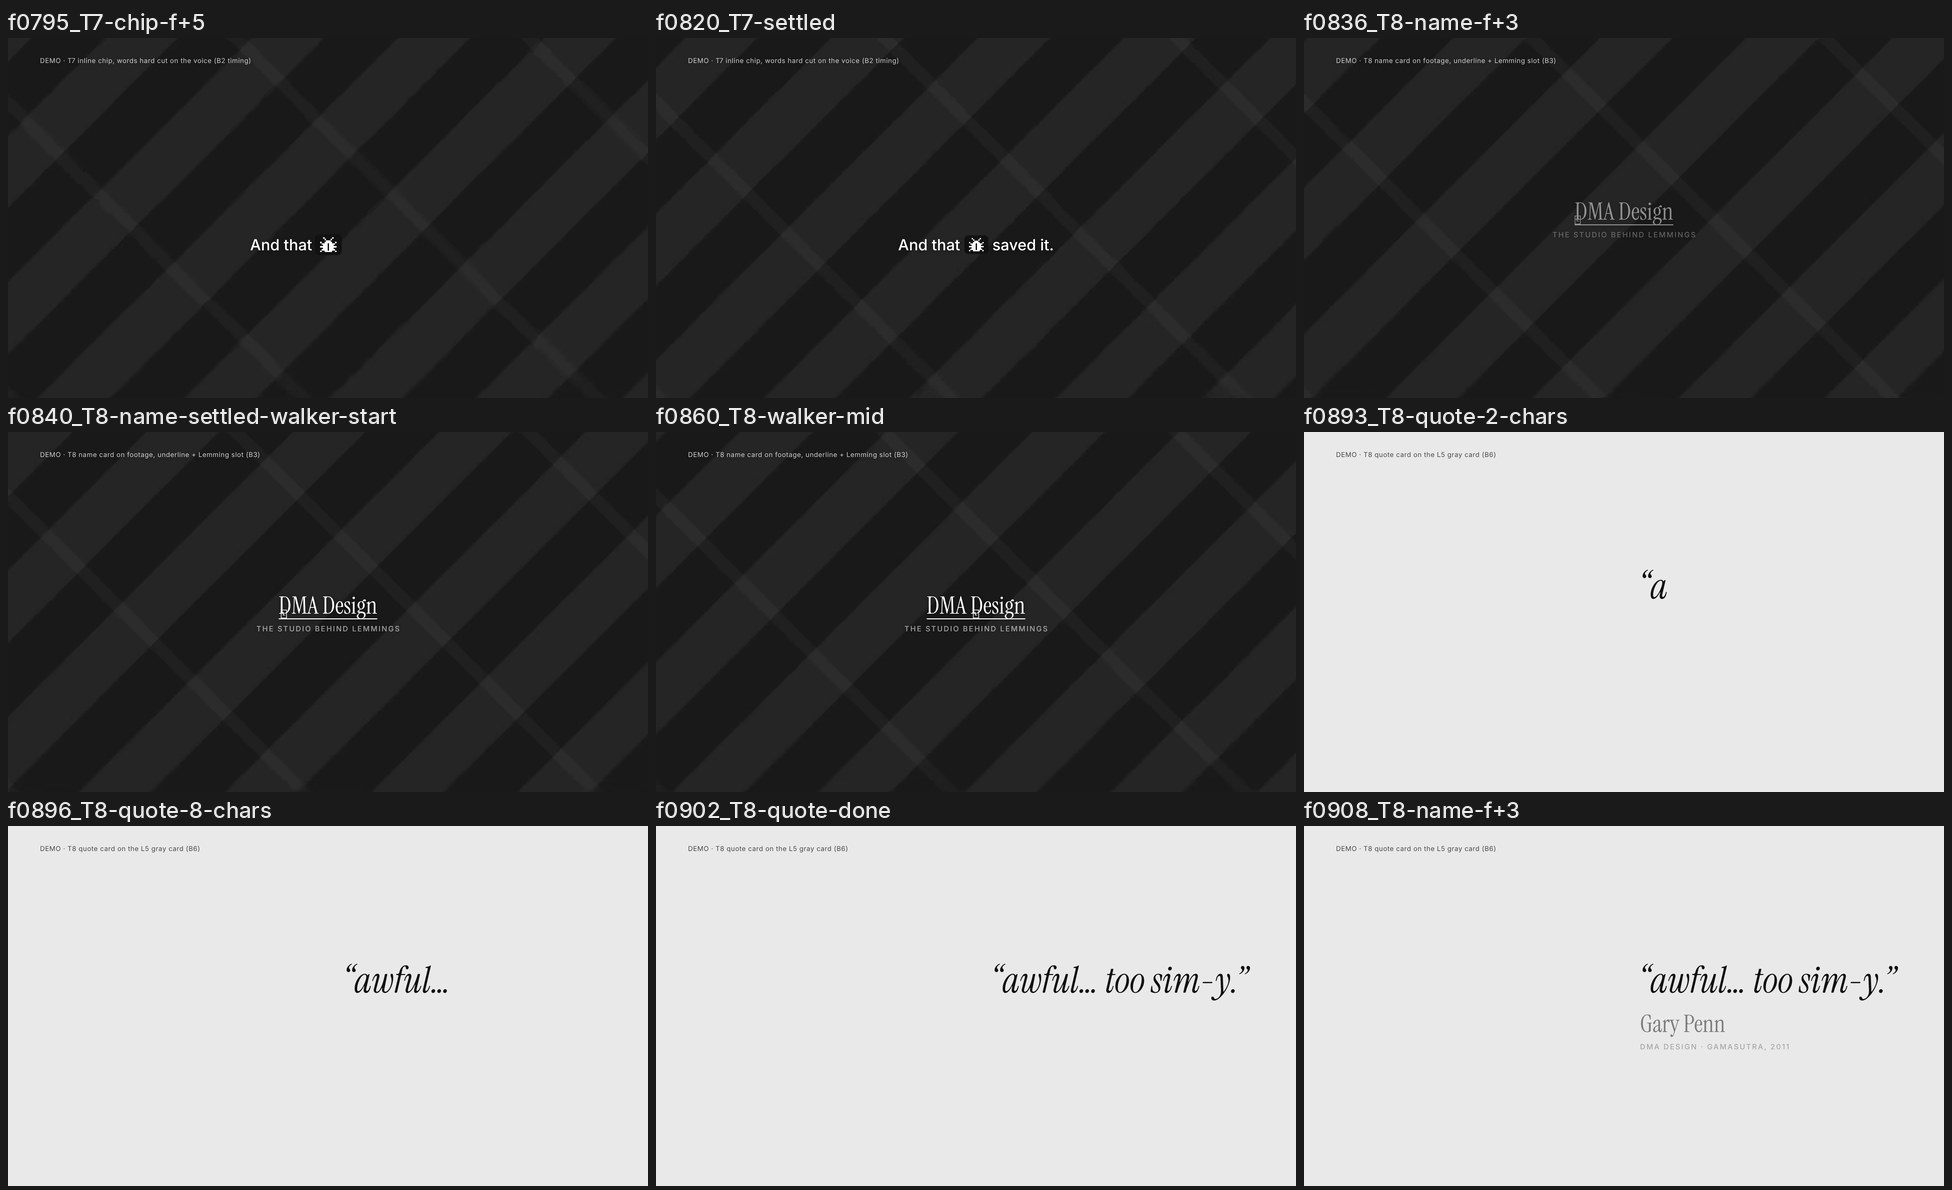 f0795_T7-chip-f+5
DEMO · T7 inline chip, words hard cut on the voice (B2 timing)
And that
f0820_T7-settled
DEMO · T7 inline chip, words hard cut on the voice (B2 timing)
And that saved it.
f0836_T8-name-f+3
DEMO · T8 name card on footage, underline + Lemming slot (B3)
DMA Design
THE STUDIO BEHIND LEMMINGS
f0840_T8-name-settled-walker-start
DEMO · T8 name card on footage, underline + Lemming slot (B3)
DMA Design
THE STUDIO BEHIND LEMMINGS
f0860_T8-walker-mid
DEMO · T8 name card on footage, underline + Lemming slot (B3)
DMA Design
THE STUDIO BEHIND LEMMINGS
f0893_T8-quote-2-chars
DEMO · T8 quote card on the L5 gray card (B6)
“a
f0896_T8-quote-8-chars
DEMO · T8 quote card on the L5 gray card (B6)
“awful...
f0902_T8-quote-done
DEMO · T8 quote card on the L5 gray card (B6)
“awful... too sim-y.”
f0908_T8-name-f+3
DEMO · T8 quote card on the L5 gray card (B6)
“awful... too sim-y.”
Gary Penn
DMA DESIGN · GAMASUTRA, 2011